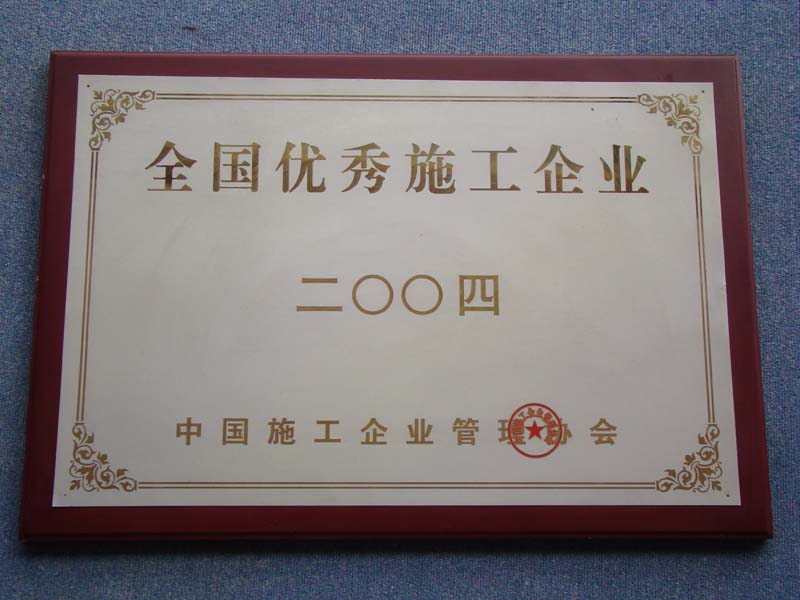 全国优秀施工企业
二〇〇四
中国施工企业管理协会